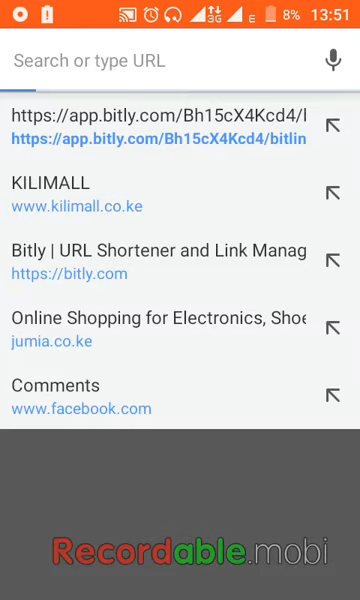 3G
E
8%
13:51
Search or type URL
https://app.bitly.com/Bh15cX4Kcd4/l
https://app.bitly.com/Bh15cX4Kcd4/bitlin
KILIMALL
www.kilimall.co.ke
Bitly | URL Shortener and Link Manag
https://bitly.com
Online Shopping for Electronics, Shoe
jumia.co.ke
Comments
www.facebook.com
Recordable.mobi